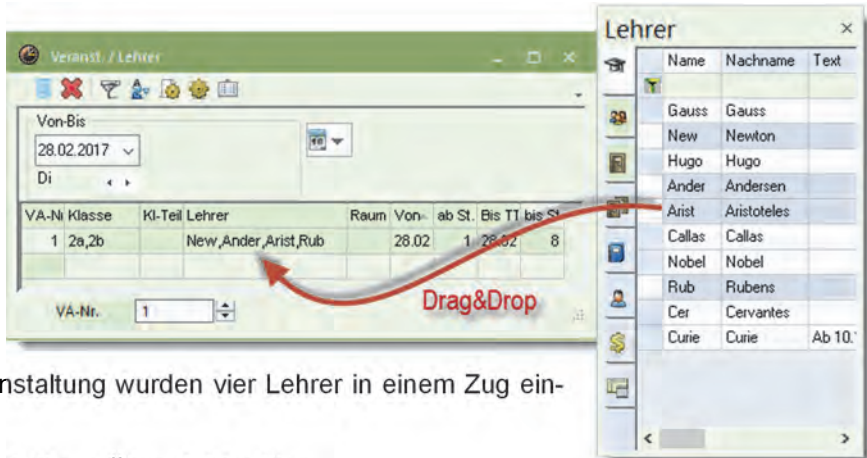 Veranst. / Lehrer
Von-Bis
28.02.2017
Di
VA-Nr Klasse Kl-Teil Lehrer Raum Von ab St. Bis TT bis St
1 2a,2b New,Ander,Arist,Rub 28.02 1 28.02 8
VA-Nr. 1
Drag&Drop
Lehrer
Name Nachname Text
Gauss Gauss
New Newton
Hugo Hugo
Ander Andersen
Arist Aristoteles
Callas Callas
Nobel Nobel
Rub Rubens
Cer Cervantes
Curie Curie Ab 10.
nstaltung wurden vier Lehrer in einem Zug ein-